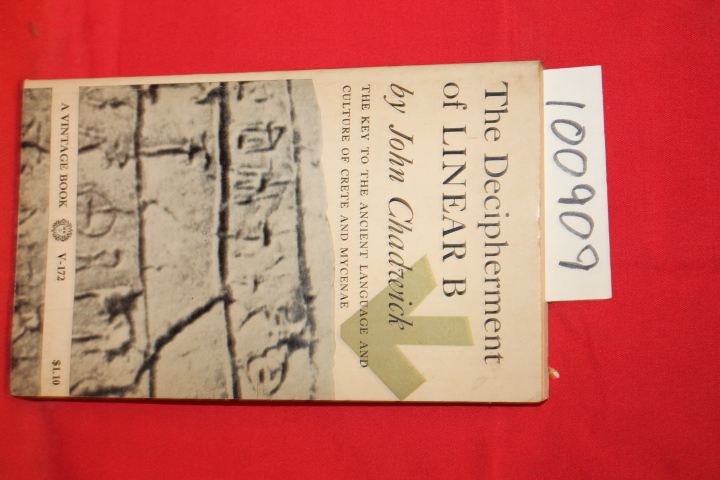 The Decipherment
of LINEAR B
by John Chadwick
THE KEY TO THE ANCIENT LANGUAGE AND
CULTURE OF CRETE AND MYCENAE
A VINTAGE BOOK V-172 $1.10
100909